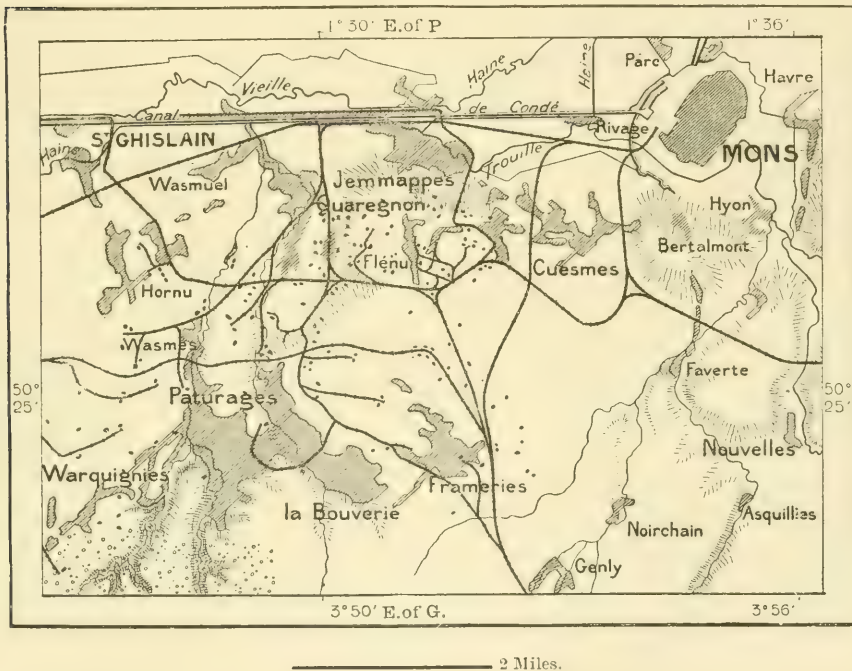 1° 30' E. of P
1° 36'
Parc
Havre
Vieille
Haine
Haine
Canal
de Condé
Rivage
Haine
Sᵗ GHISLAIN
Trouille
MONS
Wasmuel
Jemmappes
Quaregnon
Hyon
Bertalmont
Flénu
Cuesmes
Hornu
Wasmes
Faverte
50°
25'
50°
25'
Paturages
Nouvelles
Warquignies
Frameries
la Bouverie
Asquillies
Noirchain
Genly
3° 50' E. of G.
3° 56'
2 Miles.